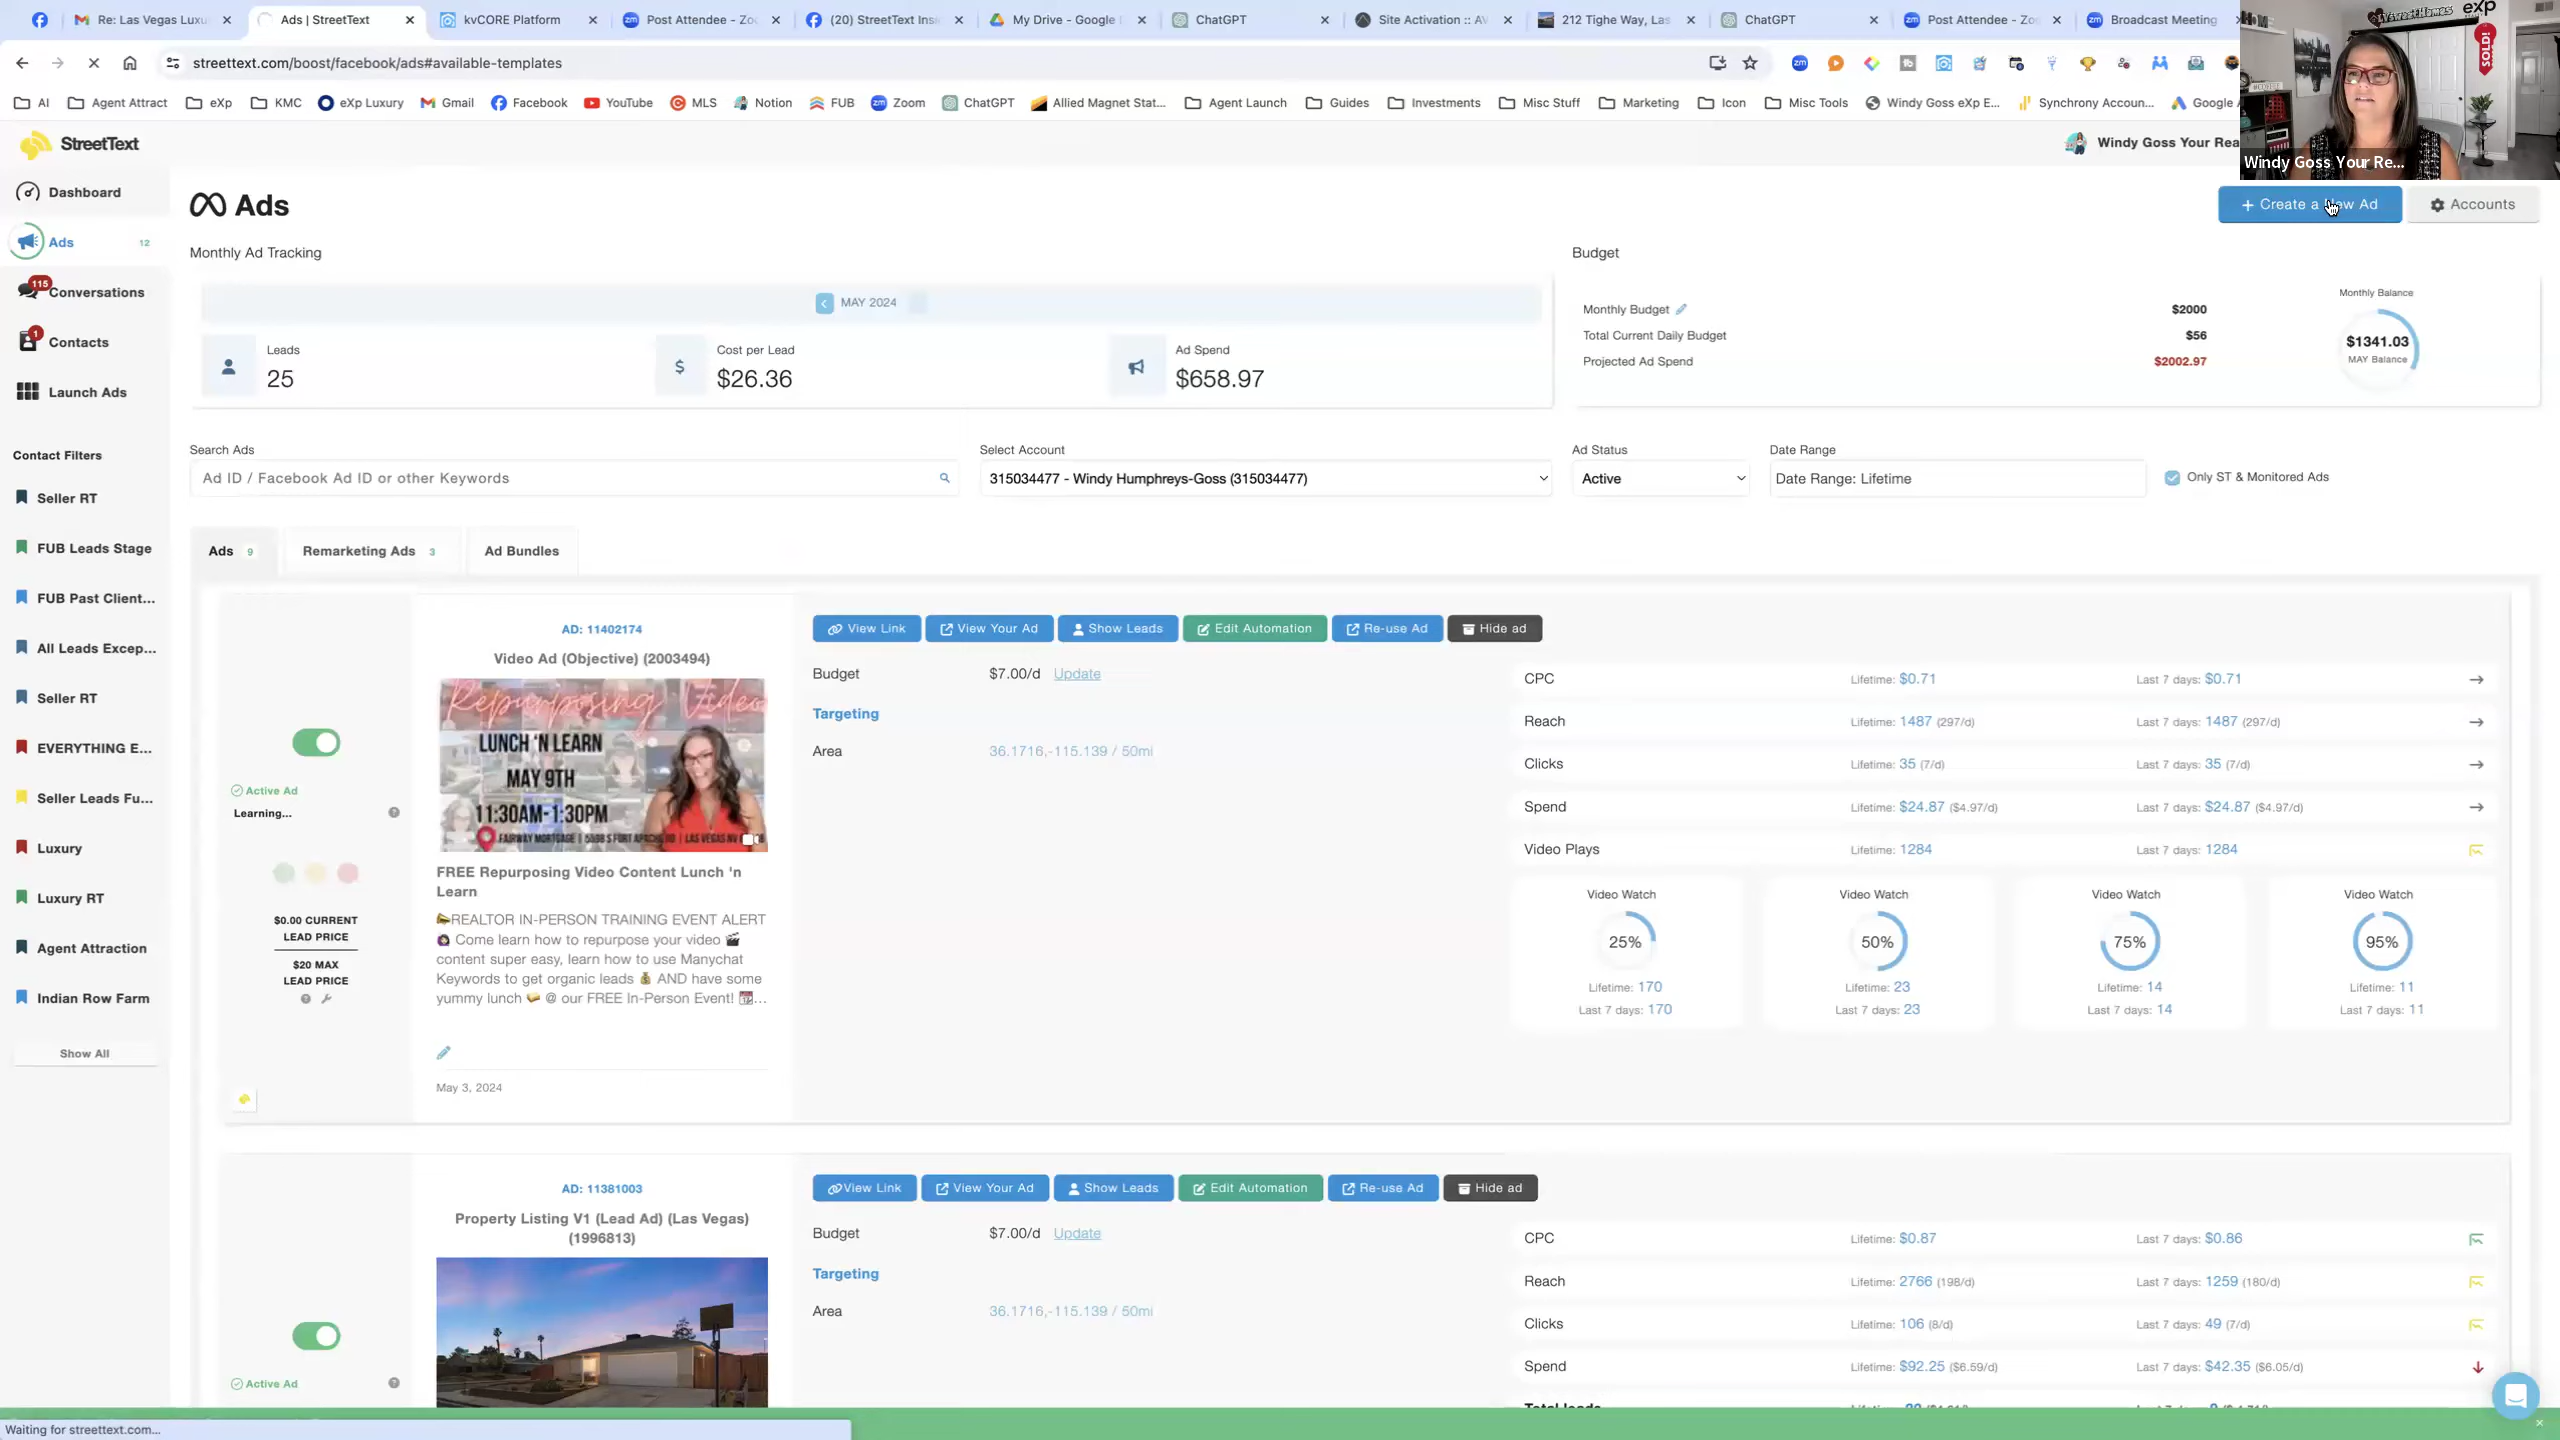 Re: Las Vegas Luxu
Ads | StreetText
kvCORE Platform
Post Attendee - Zo
(20) StreetText Insi
My Drive - Google
ChatGPT
Site Activation :: AV
212 Tighe Way, Las
ChatGPT
Post Attendee - Zo
Broadcast Meeting
streettext.com/boost/facebook/ads#available-templates
AI
Agent Attract
eXp
KMC
eXp Luxury
Gmail
Facebook
YouTube
MLS
Notion
FUB
Zoom
ChatGPT
Allied Magnet Stat...
Agent Launch
Guides
Investments
Misc Stuff
Marketing
Icon
Misc Tools
Windy Goss eXp E...
Synchrony Accoun...
Google
eXp
SOLD!
Windy Goss Your Re...
StreetText
Windy Goss Your Rea
Dashboard
Ads 12
115 Conversations
1 Contacts
Launch Ads
Contact Filters
Seller RT
FUB Leads Stage
FUB Past Client...
All Leads Excep...
Seller RT
EVERYTHING E...
Seller Leads Fu...
Luxury
Luxury RT
Agent Attraction
Indian Row Farm
Show All
Ads
+ Create a New Ad
Accounts
Monthly Ad Tracking
MAY 2024
Leads
25
Cost per Lead
$26.36
Ad Spend
$658.97
Budget
Monthly Budget $2000
Total Current Daily Budget $56
Projected Ad Spend $2002.97
Monthly Balance
$1341.03
MAY Balance
Search Ads
Ad ID / Facebook Ad ID or other Keywords
Select Account
315034477 - Windy Humphreys-Goss (315034477)
Ad Status
Active
Date Range
Date Range: Lifetime
Only ST & Monitored Ads
Ads 9
Remarketing Ads 3
Ad Bundles
Active Ad
Learning...
$0.00 CURRENT
LEAD PRICE
$20 MAX
LEAD PRICE
AD: 11402174
Video Ad (Objective) (2003494)
Repurposing Video
LUNCH 'N LEARN
MAY 9TH
11:30AM-1:30PM
FAIRWAY MORTGAGE | 5598 S FORT APACHE RD | LAS VEGAS NV
FREE Repurposing Video Content Lunch 'n
Learn
REALTOR IN-PERSON TRAINING EVENT ALERT
Come learn how to repurpose your video
content super easy, learn how to use Manychat
Keywords to get organic leads AND have some
yummy lunch @ our FREE In-Person Event! ...
May 3, 2024
View Link
View Your Ad
Show Leads
Edit Automation
Re-use Ad
Hide ad
Budget $7.00/d Update
Targeting
Area 36.1716,-115.139 / 50mi
CPC Lifetime: $0.71 Last 7 days: $0.71
Reach Lifetime: 1487 (297/d) Last 7 days: 1487 (297/d)
Clicks Lifetime: 35 (7/d) Last 7 days: 35 (7/d)
Spend Lifetime: $24.87 ($4.97/d) Last 7 days: $24.87 ($4.97/d)
Video Plays Lifetime: 1284 Last 7 days: 1284
Video Watch
25%
Lifetime: 170
Last 7 days: 170
Video Watch
50%
Lifetime: 23
Last 7 days: 23
Video Watch
75%
Lifetime: 14
Last 7 days: 14
Video Watch
95%
Lifetime: 11
Last 7 days: 11
AD: 11381003
Property Listing V1 (Lead Ad) (Las Vegas)
(1996813)
Active Ad
View Link
View Your Ad
Show Leads
Edit Automation
Re-use Ad
Hide ad
Budget $7.00/d Update
Targeting
Area 36.1716,-115.139 / 50mi
CPC Lifetime: $0.87 Last 7 days: $0.86
Reach Lifetime: 2766 (198/d) Last 7 days: 1259 (180/d)
Clicks Lifetime: 106 (8/d) Last 7 days: 49 (7/d)
Spend Lifetime: $92.25 ($6.59/d) Last 7 days: $42.35 ($6.05/d)
Total leads
Waiting for streettext.com...